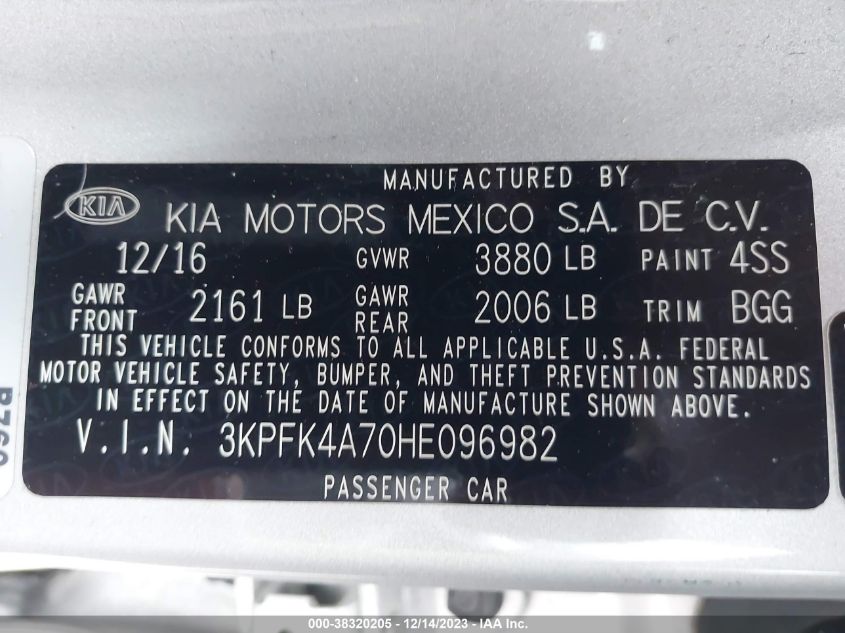 MANUFACTURED BY
KIA KIA MOTORS MEXICO S.A. DE C.V.
12/16 GVWR 3880 LB PAINT 4SS
GAWR FRONT 2161 LB GAWR REAR 2006 LB TRIM BGG
THIS VEHICLE CONFORMS TO ALL APPLICABLE U.S.A. FEDERAL
MOTOR VEHICLE SAFETY, BUMPER, AND THEFT PREVENTION STANDARDS
IN EFFECT ON THE DATE OF MANUFACTURE SHOWN ABOVE.
V.I.N. 3KPFK4A70HE096982
PASSENGER CAR
000-38320205 - 12/14/2023 - IAA Inc.